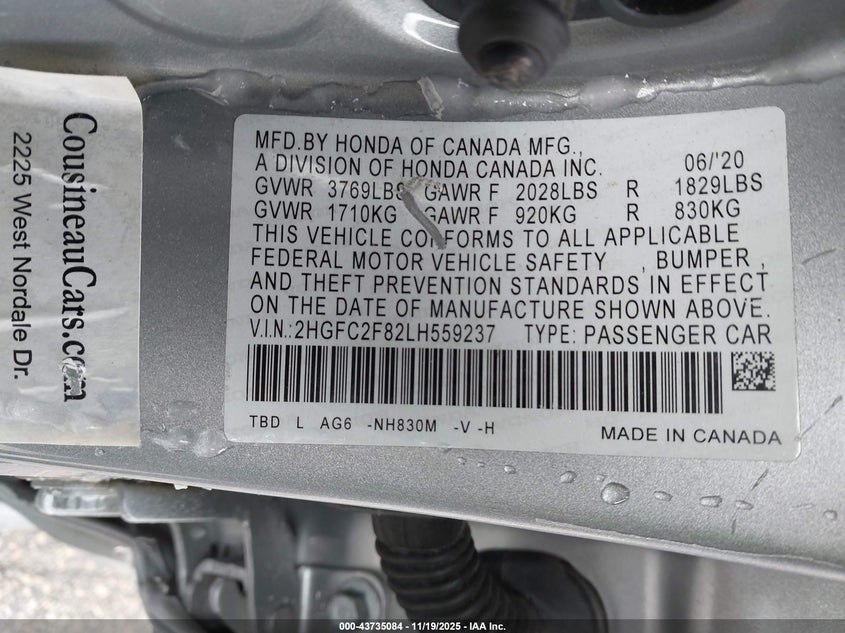 CousineauCars.com
2225 West Nordale Dr.
MFD.BY HONDA OF CANADA MFG.,
A DIVISION OF HONDA CANADA INC. 06/'20
GVWR 3769LBS GAWR F 2028LBS R 1829LBS
GVWR 1710KG GAWR F 920KG R 830KG
THIS VEHICLE CONFORMS TO ALL APPLICABLE
FEDERAL MOTOR VEHICLE SAFETY , BUMPER ,
AND THEFT PREVENTION STANDARDS IN EFFECT
ON THE DATE OF MANUFACTURE SHOWN ABOVE.
V.I.N.:2HGFC2F82LH559237 TYPE: PASSENGER CAR
TBD L AG6 -NH830M -V -H
MADE IN CANADA
000-43735084 | 11/19/2025 - IAA Inc.